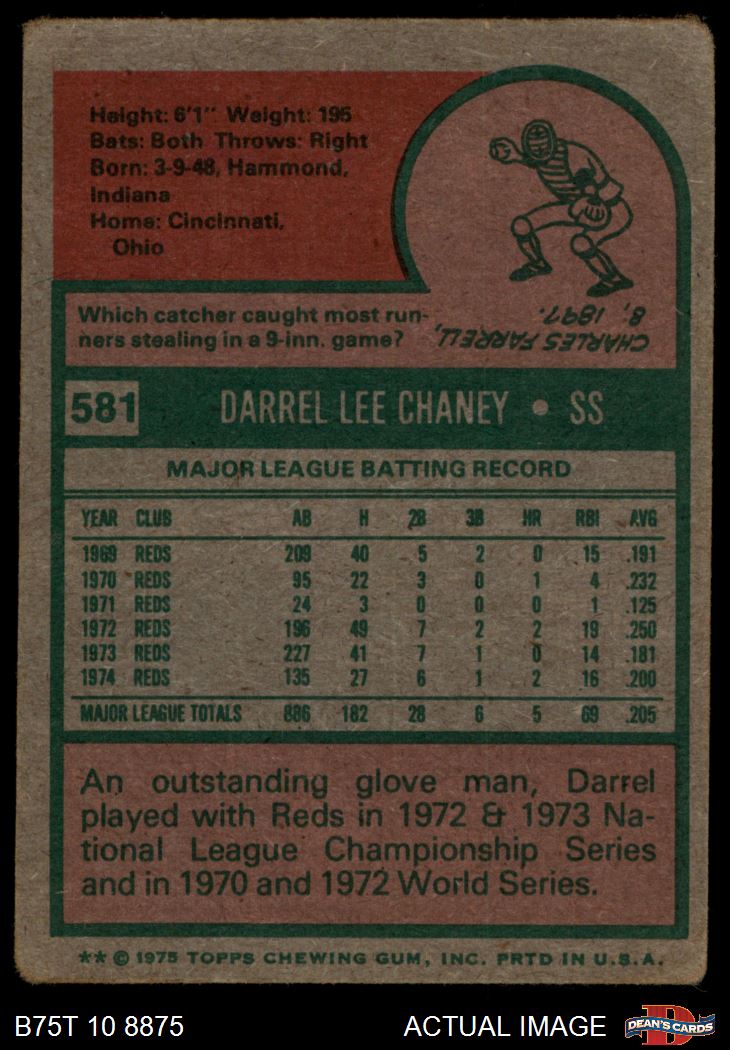 Height: 6'1" Weight: 195
Bats: Both Throws: Right
Born: 3-9-48, Hammond,
Indiana
Home: Cincinnati,
Ohio
Which catcher caught most run-
ners stealing in a 9-inn. game?
CHARLES FARRELL,
8, 1897.
581 DARREL LEE CHANEY • SS
MAJOR LEAGUE BATTING RECORD
YEAR CLUB AB H 2B 3B HR RBI AVG
1969 REDS 209 40 5 2 0 15 .191
1970 REDS 95 22 3 0 1 4 .232
1971 REDS 24 3 0 0 0 1 .125
1972 REDS 196 49 7 2 2 19 .250
1973 REDS 227 41 7 1 0 14 .181
1974 REDS 135 27 6 1 2 16 .200
MAJOR LEAGUE TOTALS 886 182 28 6 5 69 .205
An outstanding glove man, Darrel
played with Reds in 1972 & 1973 Na-
tional League Championship Series
and in 1970 and 1972 World Series.
** © 1975 TOPPS CHEWING GUM, INC. PRTD IN U.S.A.
B75T 10 8875 ACTUAL IMAGE D DEAN'S CARDS